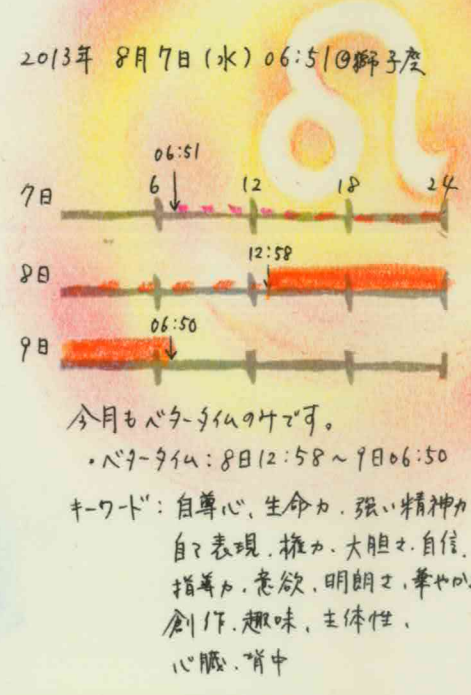 2013年 8月7日(水) 06:51@獅子座
06:51
7日 6 12 18 24
12:58
8日
06:50
9日
今月もベタータイムのみです。
・ベタータイム：8日12:58～9日06:50
キーワード：自尊心、生命力、強い精神力
自己表現、権力、大胆さ、自信、
指導力、意欲、明朗さ、華やか、
創作、趣味、主体性、
心臓、背中